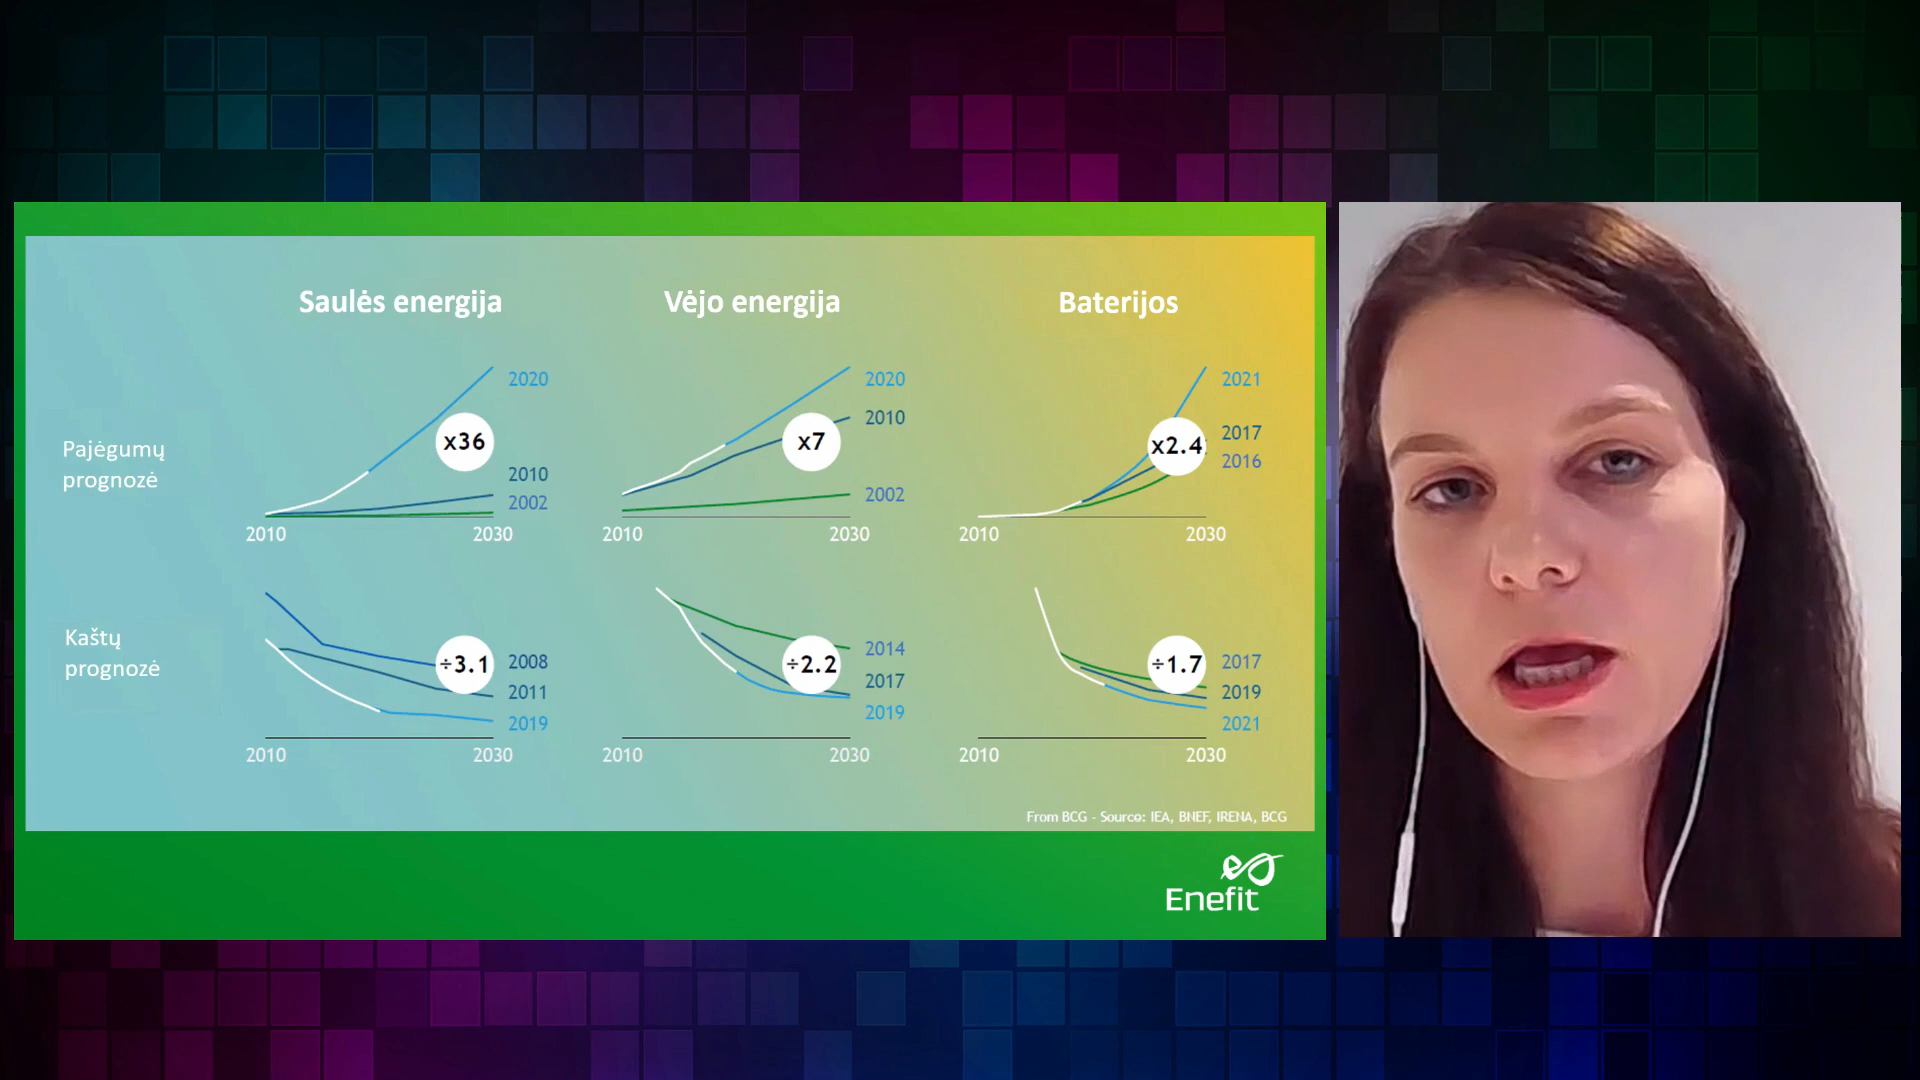 Saulės energija
Vėjo energija
Baterijos
Pajėgumų
prognozė
2020
2010
2002
x36
2010
2030
2020
2010
2002
x7
2010
2030
2021
2017
2016
x2.4
2010
2030
Kaštų
prognozė
÷3.1
2008
2011
2019
2010
2030
÷2.2
2014
2017
2019
2010
2030
÷1.7
2017
2019
2021
2010
2030
From BCG - Source: IEA, BNEF, IRENA, BCG
Enefit